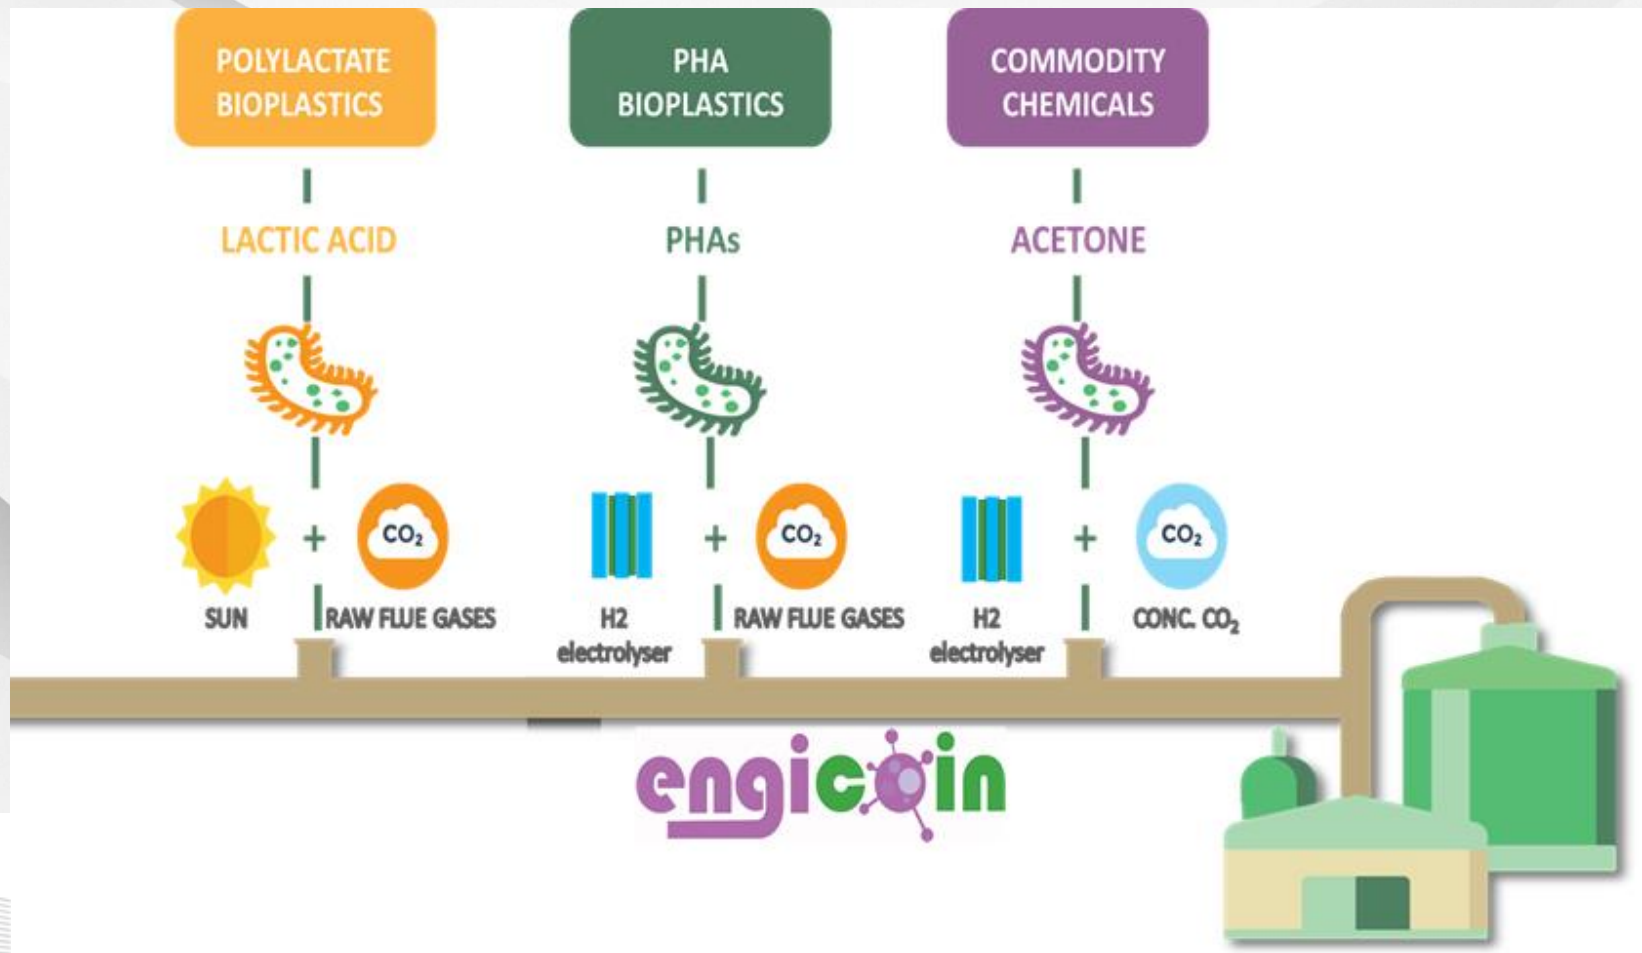 POLYLACTATE
BIOPLASTICS
PHA
BIOPLASTICS
COMMODITY
CHEMICALS
LACTIC ACID
PHAs
ACETONE
CO₂
CO₂
CO₂
SUN
RAW FLUE GASES
H2
electrolyser
RAW FLUE GASES
H2
electrolyser
CONC. CO₂
engicoin